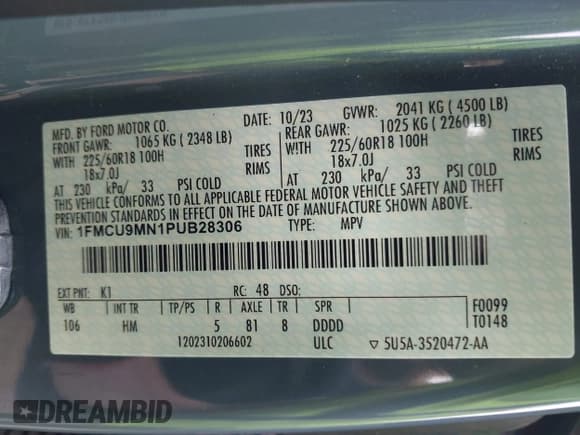 MFD. BY FORD MOTOR CO.
DATE: 10/23 GVWR: 2041 KG ( 4500 LB)
FRONT GAWR: 1065 KG ( 2348 LB)
REAR GAWR: 1025 KG ( 2260LB)
WITH 225/60R18 100H TIRES
WITH 225/60R18 100H TIRES
18x7.0J RIMS
18x7.0J RIMS
AT 230 kPa/ 33 PSI COLD
AT 230 kPa/ 33 PSI COLD
THIS VEHICLE CONFORMS TO ALL APPLICABLE FEDERAL MOTOR VEHICLE SAFETY AND THEFT
PREVENTION STANDARDS IN EFFECT ON THE DATE OF MANUFACTURE SHOWN ABOVE.
VIN: 1FMCU9MN1PUB28306 TYPE: MPV
EXT PNT: K1 RC: 48 DSO:
WB INT TR TP/PS R AXLE TR SPR
F0099
106 HM 5 81 8 DDDD
T0148
1202310206602 ULC ▽ 5U5A-3520472-AA
DREAMBID